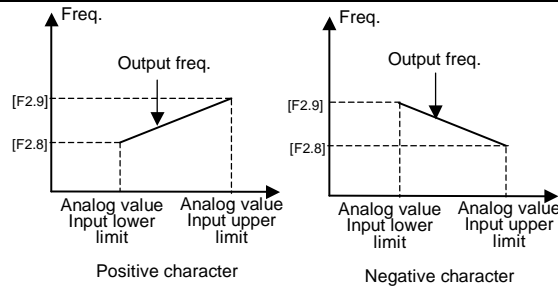 Freq.
Output freq.
[F2.9]
[F2.8]
Analog value
Input lower
limit
Analog value
Input upper
limit
Positive character
Freq.
Output freq.
[F2.9]
[F2.8]
Analog value
Input lower
limit
Analog value
Input upper
limit
Negative character